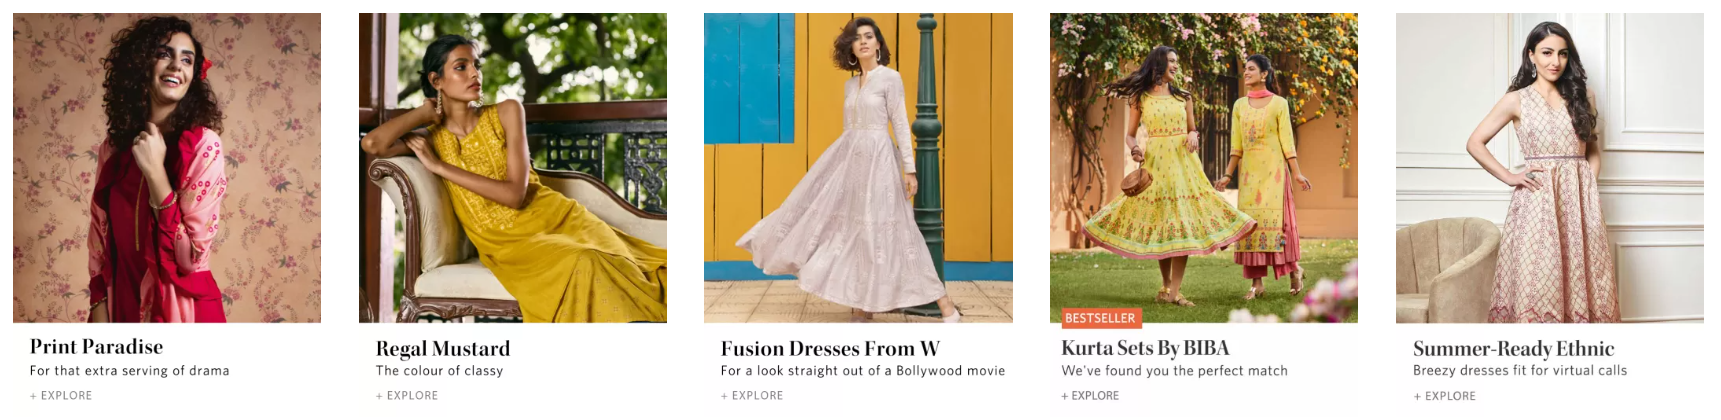 Print Paradise
For that extra serving of drama
+ EXPLORE
Regal Mustard
The colour of classy
+ EXPLORE
Fusion Dresses From W
For a look straight out of a Bollywood movie
+ EXPLORE
BESTSELLER
Kurta Sets By BIBA
We've found you the perfect match
+ EXPLORE
Summer-Ready Ethnic
Breezy dresses fit for virtual calls
+ EXPLORE